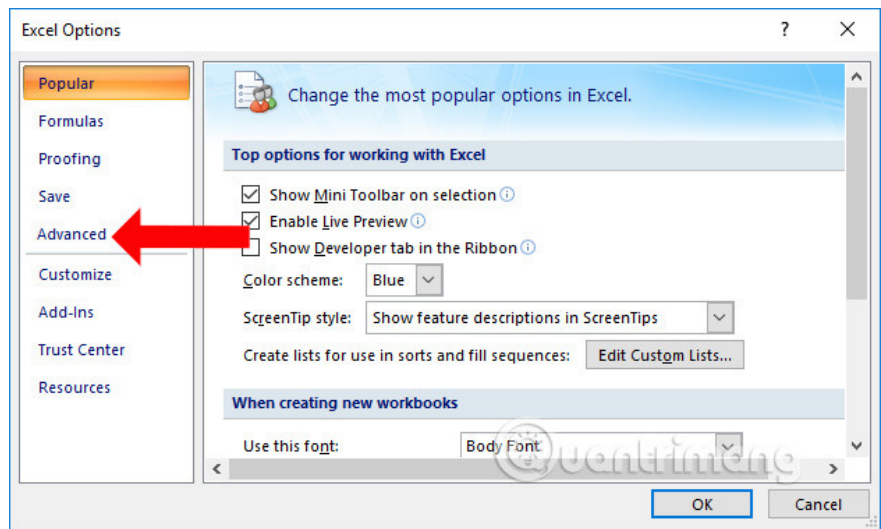 Excel Options ?
Popular
Formulas
Proofing
Save
Advanced
Customize
Add-Ins
Trust Center
Resources
Change the most popular options in Excel.
Top options for working with Excel
Show Mini Toolbar on selection
Enable Live Preview
Show Developer tab in the Ribbon
Color scheme: Blue
ScreenTip style: Show feature descriptions in ScreenTips
Create lists for use in sorts and fill sequences: Edit Custom Lists...
When creating new workbooks
Use this font: Body Font
Quantrimang
OK Cancel